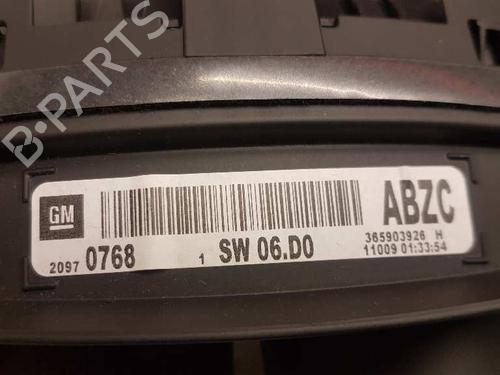 B-PARTS
GM
ABZC
2097 0768 1 SW 06.D0
365903926 H
11009 01:33:54